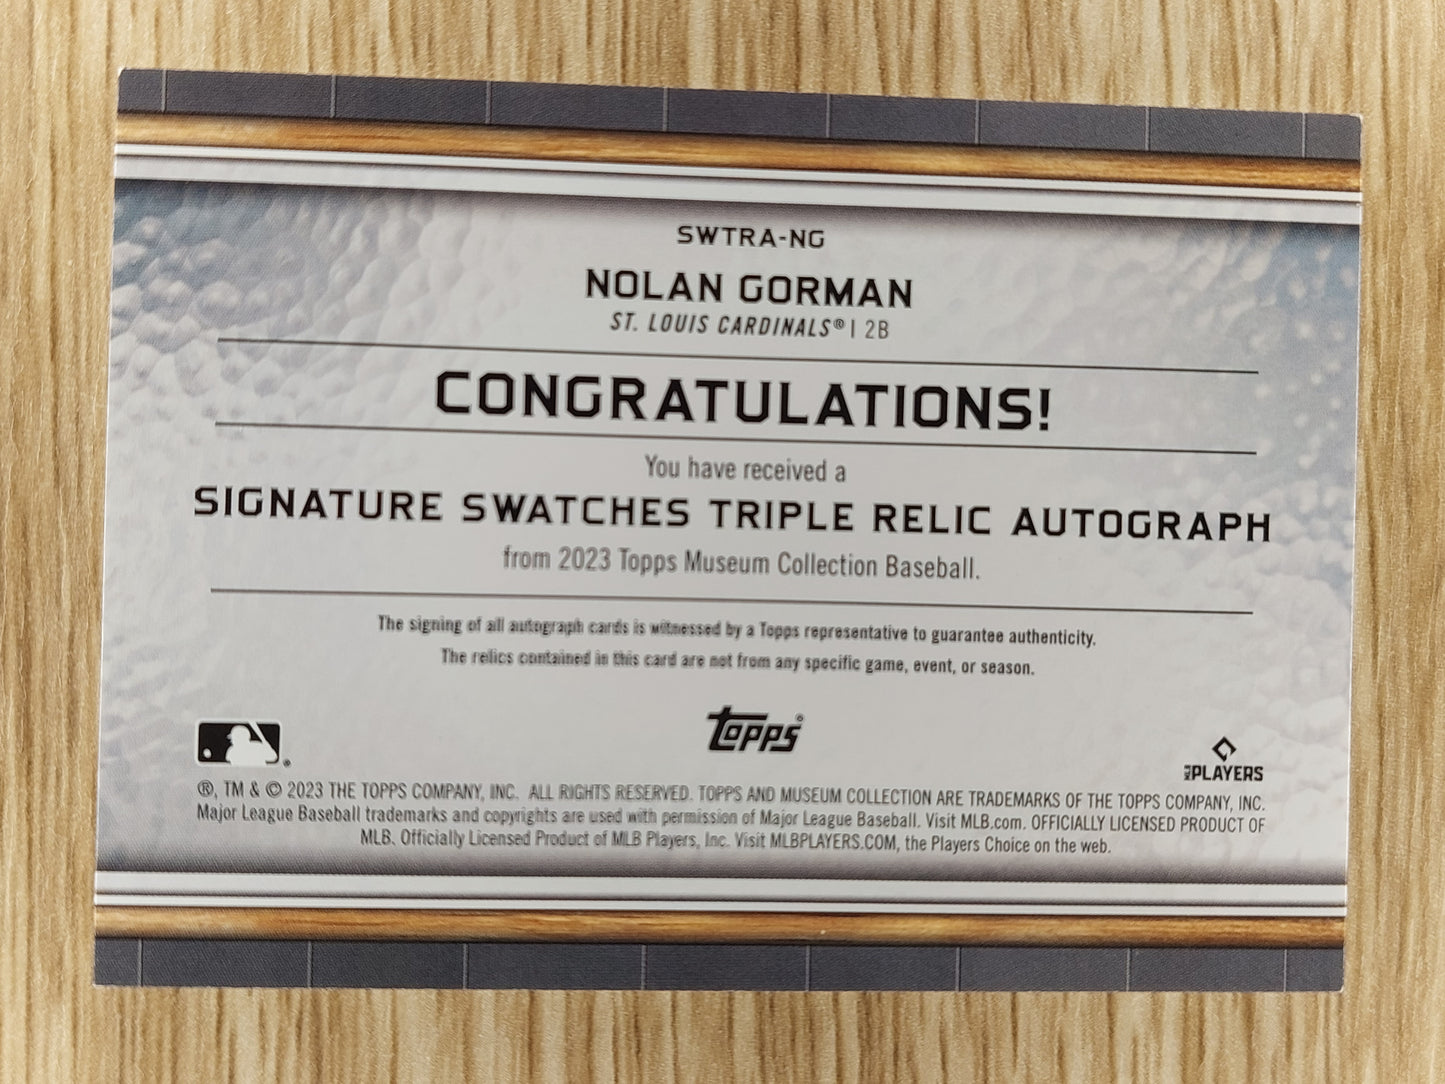 SWTRA-NG
NOLAN GORMAN
ST. LOUIS CARDINALS® | 2B
CONGRATULATIONS!
You have received a
SIGNATURE SWATCHES TRIPLE RELIC AUTOGRAPH
from 2023 Topps Museum Collection Baseball.
The signing of all autograph cards is witnessed by a Topps representative to guarantee authenticity.
The relics contained in this card are not from any specific game, event, or season.
Topps®
PLAYERS
®, TM & © 2023 THE TOPPS COMPANY, INC. ALL RIGHTS RESERVED. TOPPS AND MUSEUM COLLECTION ARE TRADEMARKS OF THE TOPPS COMPANY, INC.
Major League Baseball trademarks and copyrights are used with permission of Major League Baseball. Visit MLB.com. OFFICIALLY LICENSED PRODUCT OF
MLB. Officially Licensed Product of MLB Players, Inc. Visit MLBPLAYERS.COM, the Players Choice on the web.